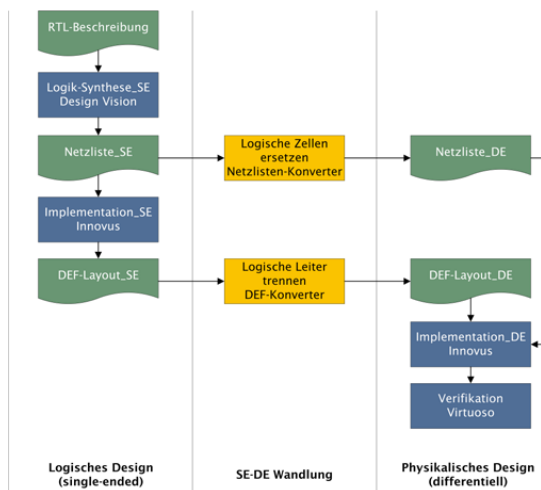 RTL-Beschreibung
Logik-Synthese_SE
Design Vision
Netzliste_SE
Logische Zellen
ersetzen
Netzlisten-Konverter
Netzliste_DE
Implementation_SE
Innovus
DEF-Layout_SE
Logische Leiter
trennen
DEF-Konverter
DEF-Layout_DE
Implementation_DE
Innovus
Verifikation
Virtuoso
Logisches Design
(single-ended)
SE-DE Wandlung
Physikalisches Design
(differentiell)